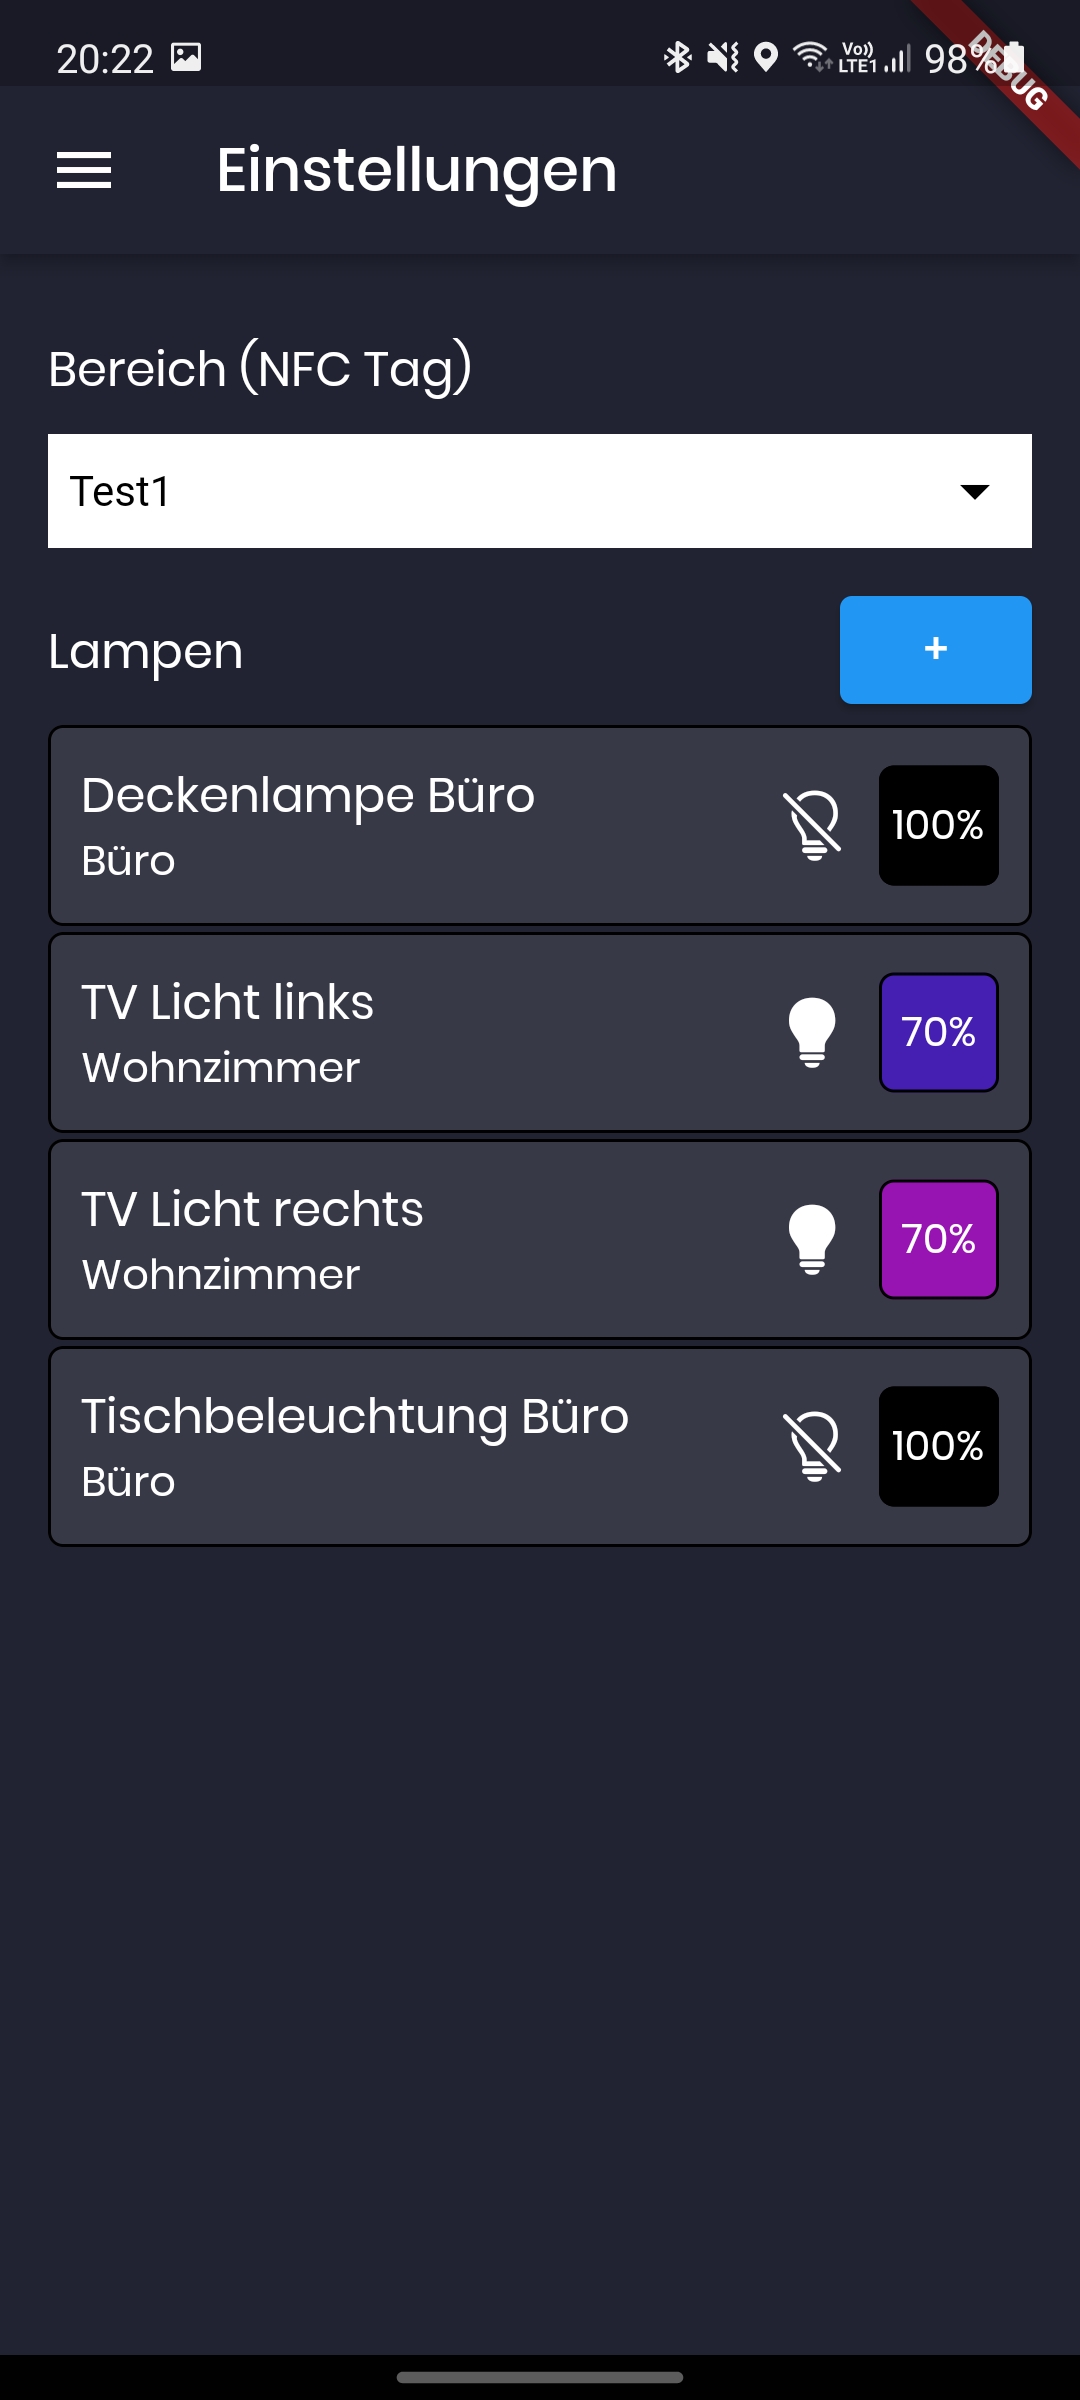 20:22
Vo))
LTE1
98%
DEBUG
Einstellungen
Bereich (NFC Tag)
Test1
Lampen
+
Deckenlampe Büro
Büro
100%
TV Licht links
Wohnzimmer
70%
TV Licht rechts
Wohnzimmer
70%
Tischbeleuchtung Büro
Büro
100%